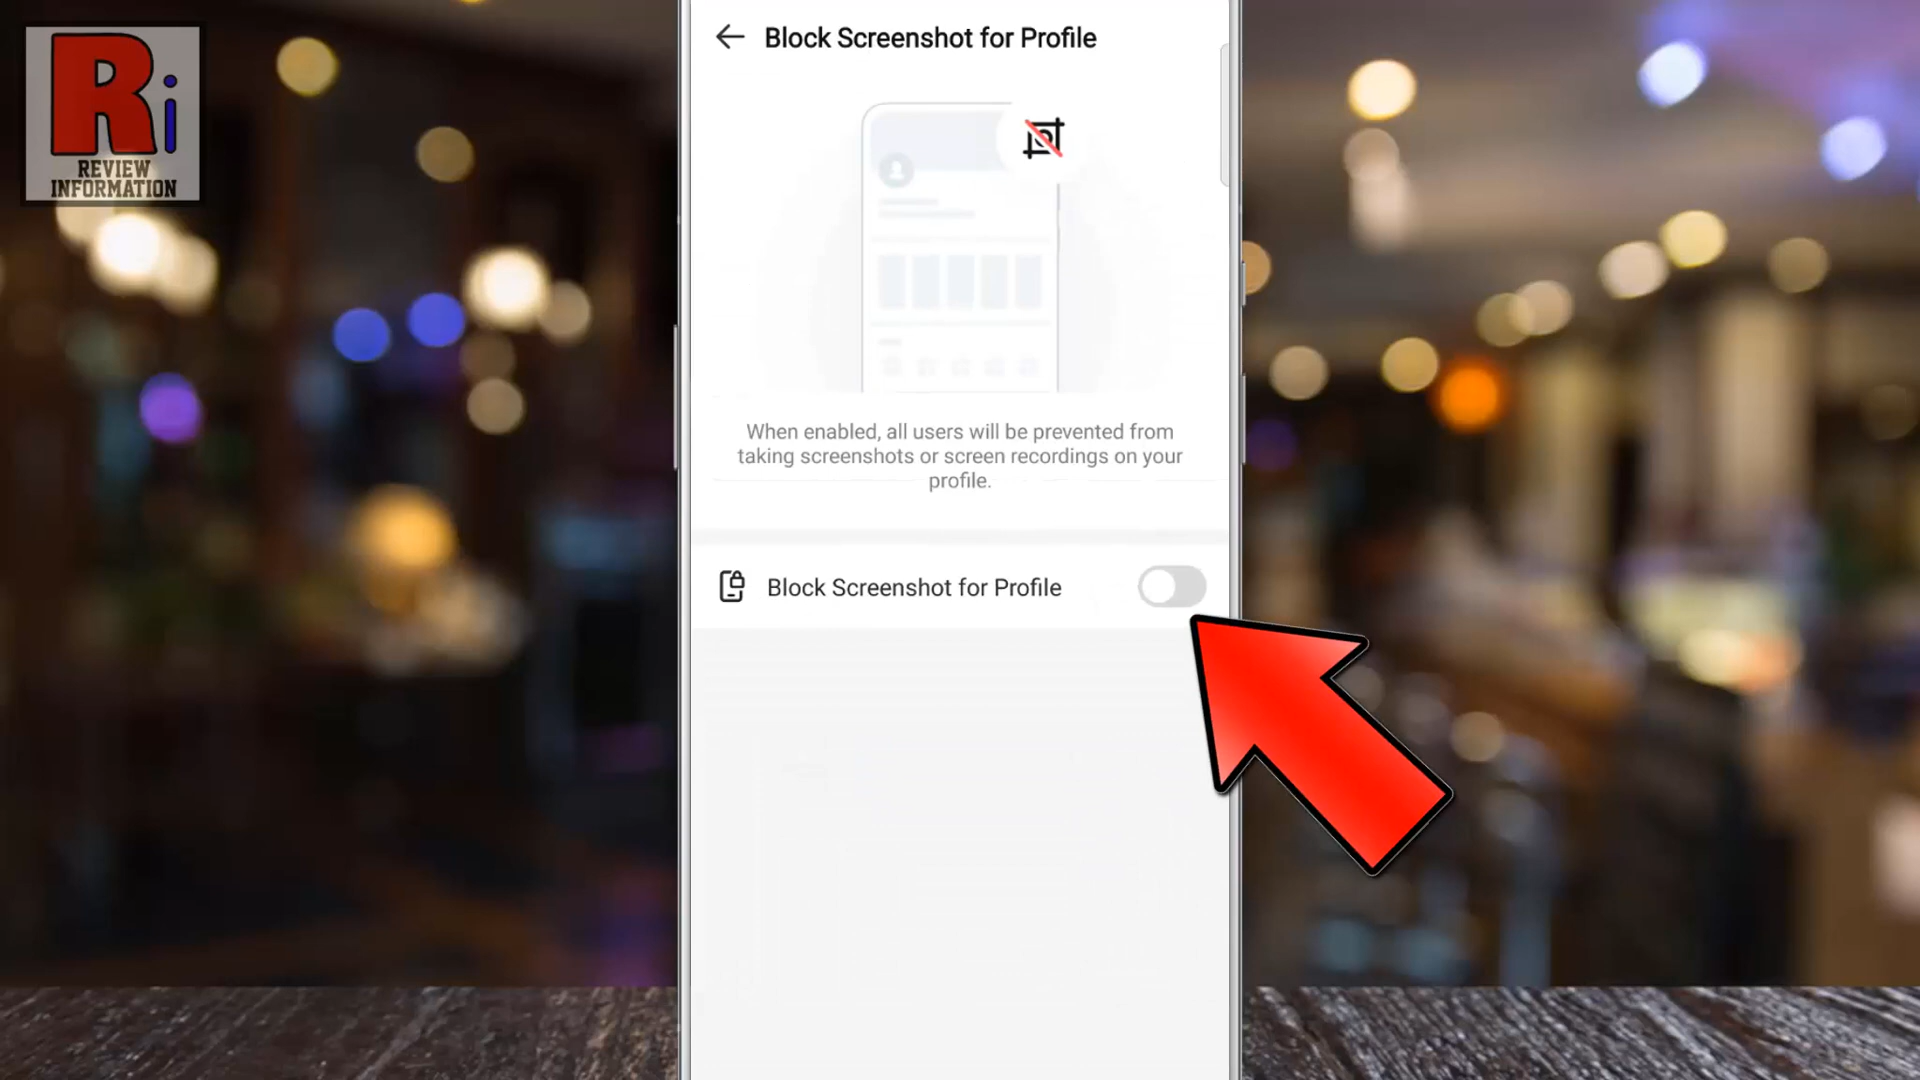 Ri
REVIEW
INFORMATION
Block Screenshot for Profile
When enabled, all users will be prevented from
taking screenshots or screen recordings on your
profile.
Block Screenshot for Profile